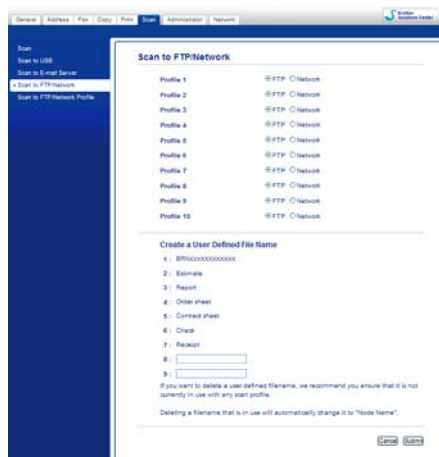 General Address Fax Copy Print Scan Administrator Network
Brother
Solutions Center
Scan
Scan to USB
Scan to E-mail Server
Scan to FTP/Network
Scan to FTP/Network Profile
Scan to FTP/Network
Profile 1 FTP Network
Profile 2 FTP Network
Profile 3 FTP Network
Profile 4 FTP Network
Profile 5 FTP Network
Profile 6 FTP Network
Profile 7 FTP Network
Profile 8 FTP Network
Profile 9 FTP Network
Profile 10 FTP Network
Create a User Defined File Name
1 : BRNxxxxxxxxxxxx
2 : Estimate
3 : Report
4 : Order sheet
5 : Contract sheet
6 : Check
7 : Receipt
8 :
9 :
If you want to delete a user defined filename, we recommend you ensure that it is not
currently in use with any scan profile.
Deleting a filename that is in use will automatically change it to "Node Name".
Cancel Submit